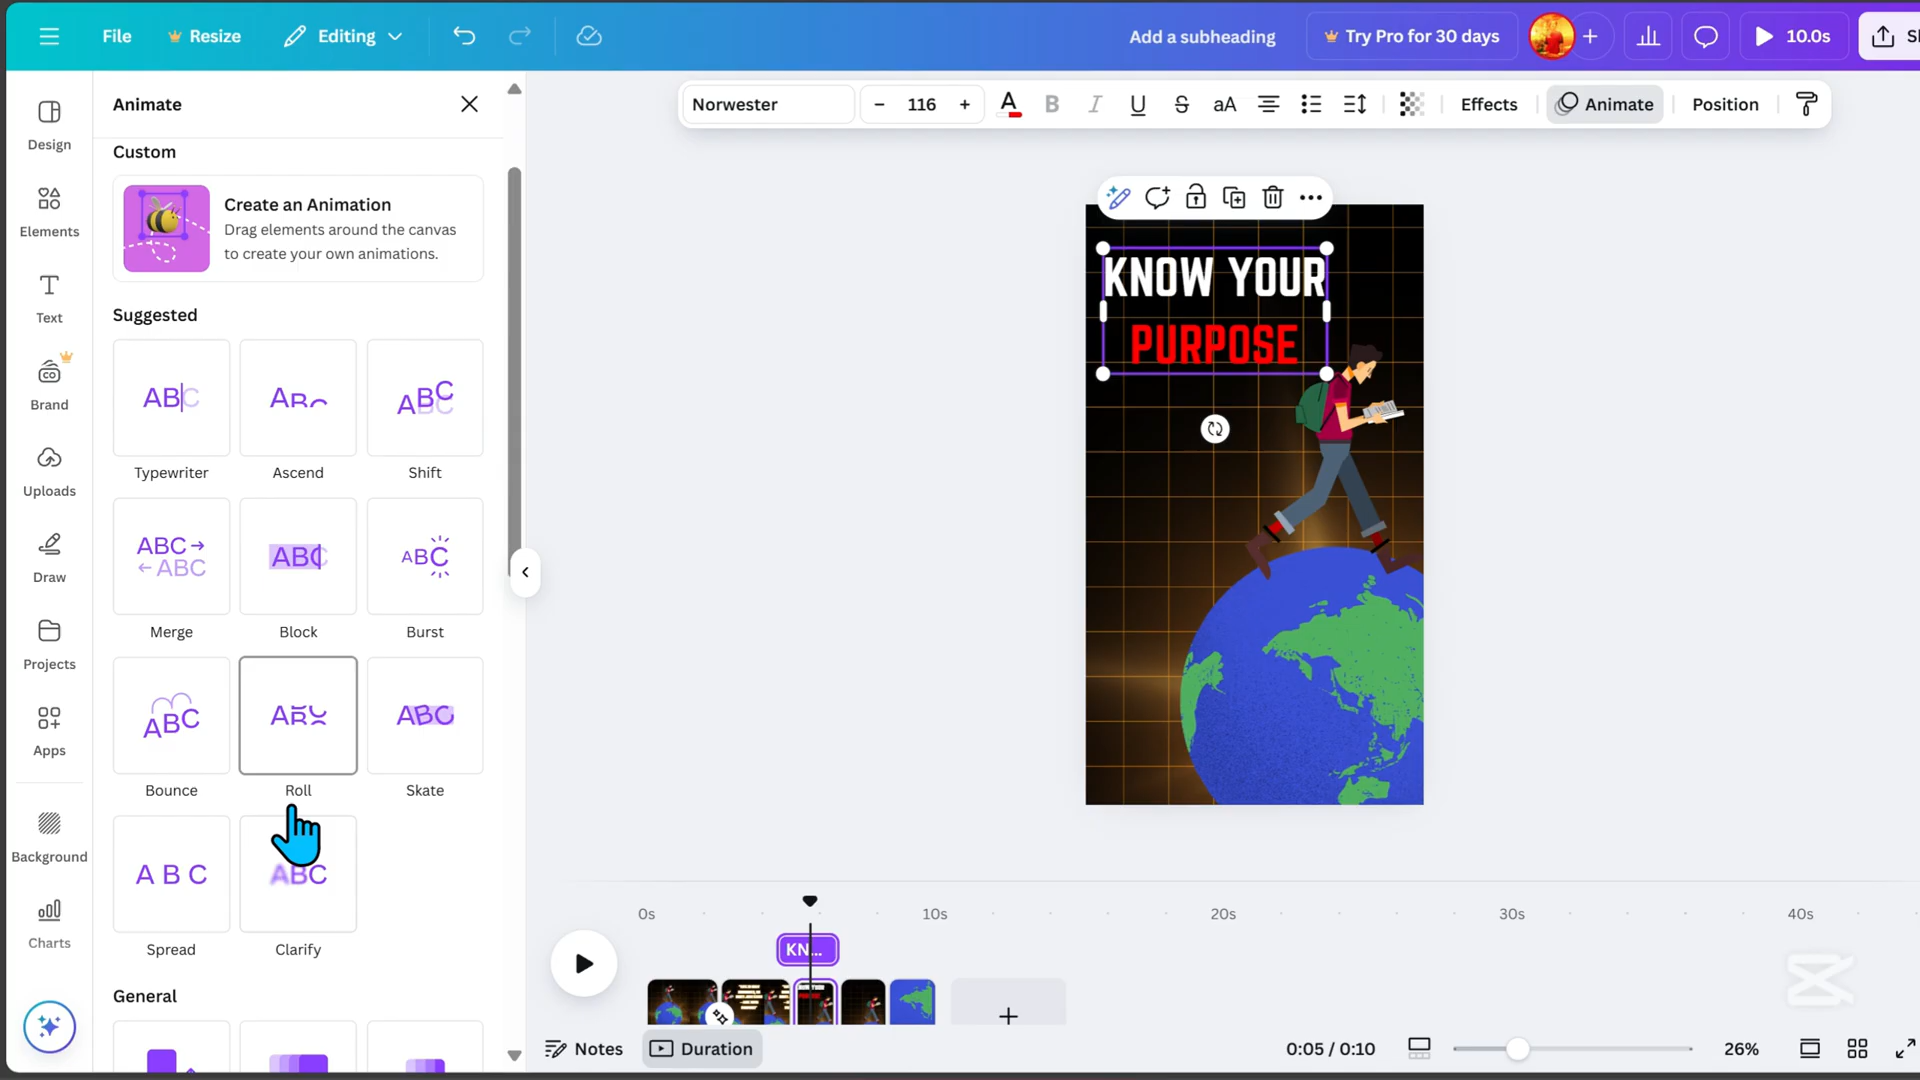 File
Resize
Editing
Add a subheading
Try Pro for 30 days
10.0s
Animate
Norwester
− 116 +
A B I U S aA
Effects
Animate
Position
Design
Elements
Text
Brand
Uploads
Draw
Projects
Apps
Background
Charts
Custom
Create an Animation
Drag elements around the canvas
to create your own animations.
Suggested
Typewriter
Ascend
Shift
Merge
Block
Burst
Bounce
Roll
Skate
Spread
Clarify
General
KNOW YOUR
PURPOSE
0s
10s
20s
30s
40s
KN...
Notes
Duration
0:05 / 0:10
26%